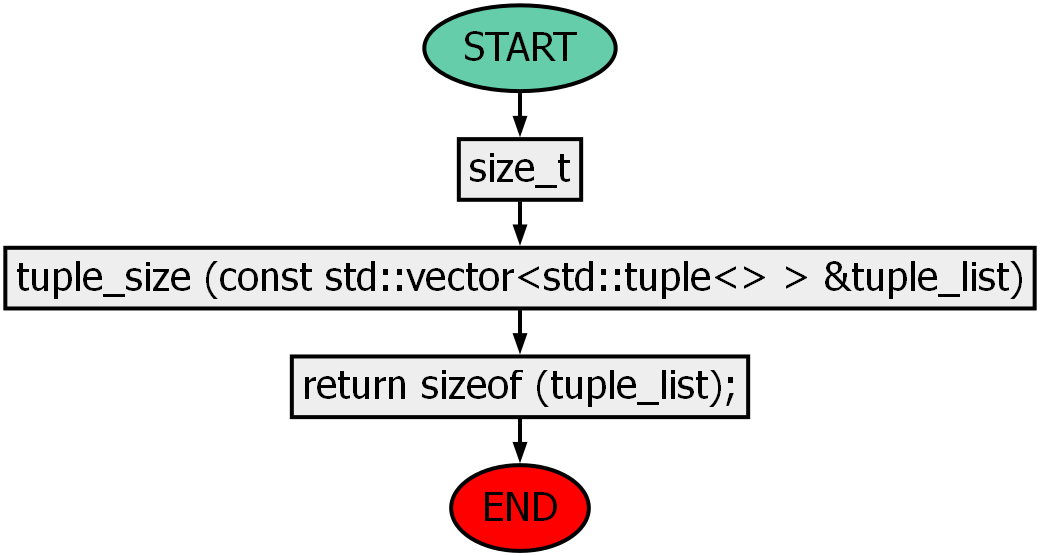 START
size_t
tuple_size (const std::vector<std::tuple<> > &tuple_list)
return sizeof (tuple_list);
END